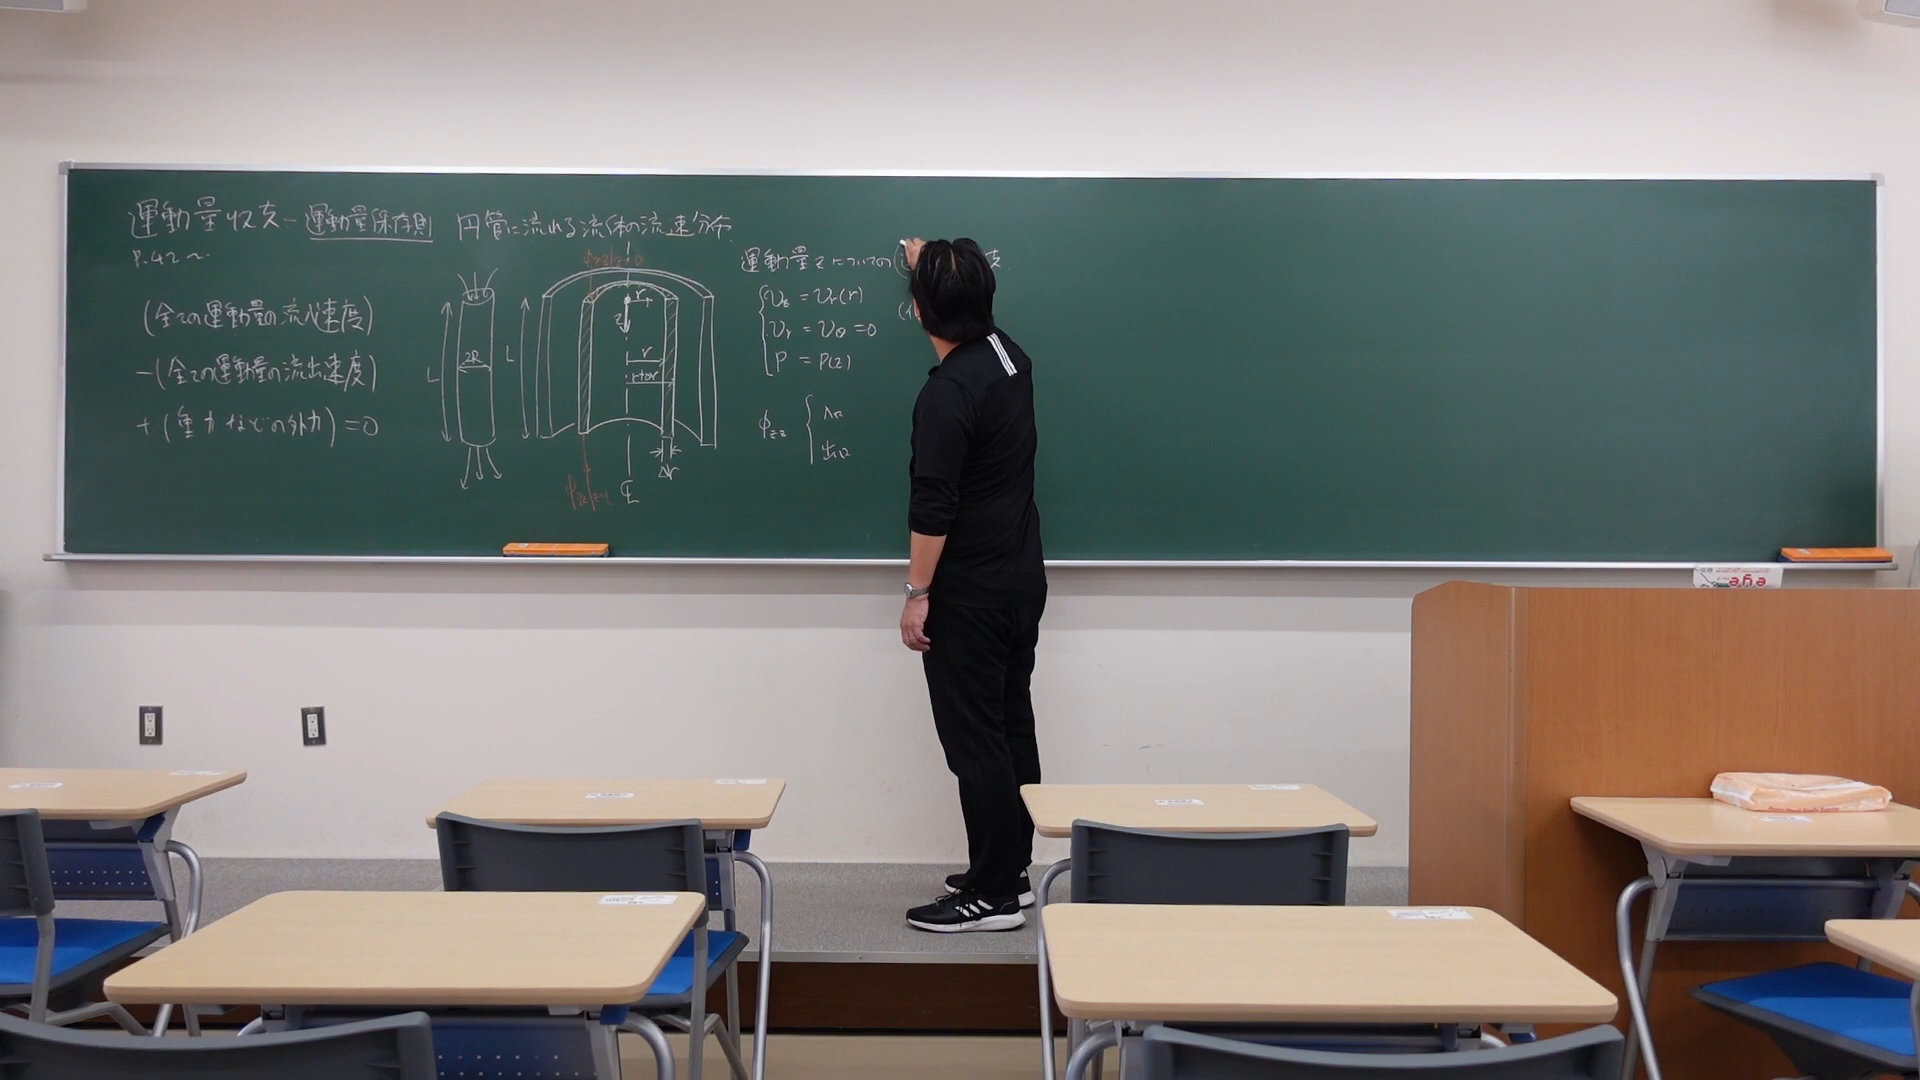 運動量収支 - 運動量保存則 円管に流れる流体の流速分布.
P.42~
(全ての運動量の流入速度)
-(全ての運動量の流出速度)
+(重力などの外力)=0
L
2R
L
r
z
r
r+Δr
Δr
℄
運動量zについての
Vz = Vr(r)
Vr = Vθ = 0
P = P(z)
φzz
入口
出口